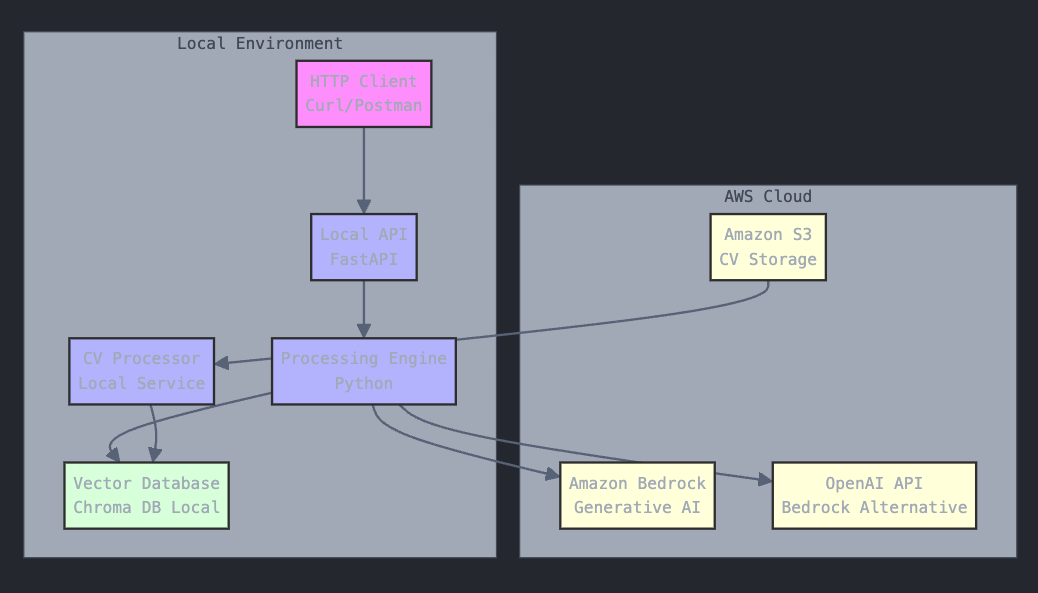 Local Environment
HTTP Client
Curl/Postman
Local API
FastAPI
CV Processor
Local Service
Processing Engine
Python
Vector Database
Chroma DB Local
AWS Cloud
Amazon S3
CV Storage
Amazon Bedrock
Generative AI
OpenAI API
Bedrock Alternative